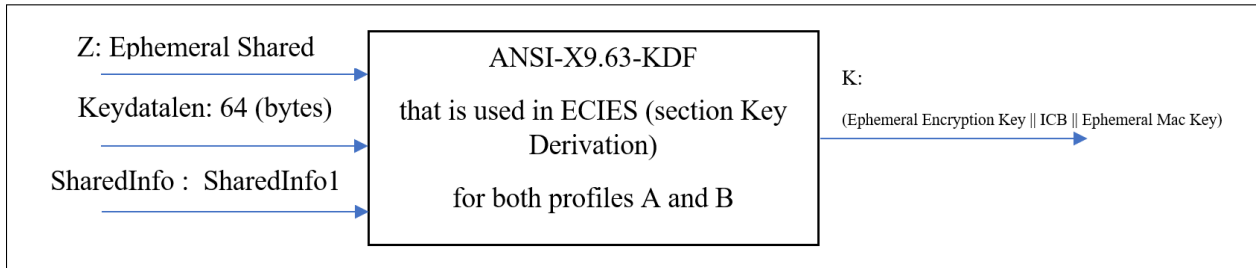 Z: Ephemeral Shared
Keydatalen: 64 (bytes)
SharedInfo :  SharedInfo1
ANSI-X9.63-KDF
that is used in ECIES (section Key
Derivation)
for both profiles A and B
K:
(Ephemeral Encryption Key || ICB || Ephemeral Mac Key)